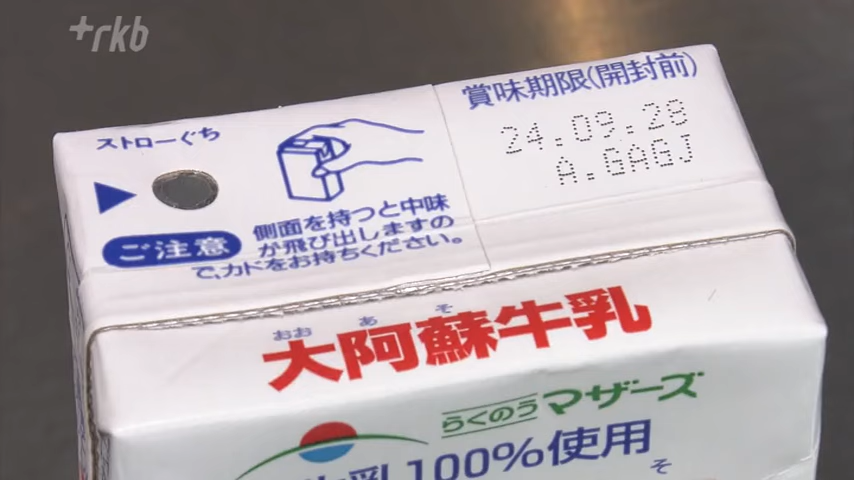 +rkb
ストローぐち
賞味期限(開封前)
24.09.28
A.GAGJ
ご注意
側面を持つと中味
が飛び出しますの
で、カドをお持ちください。
おおあそ
大阿蘇牛乳
らくのうマザーズ
牛乳100%使用
そ